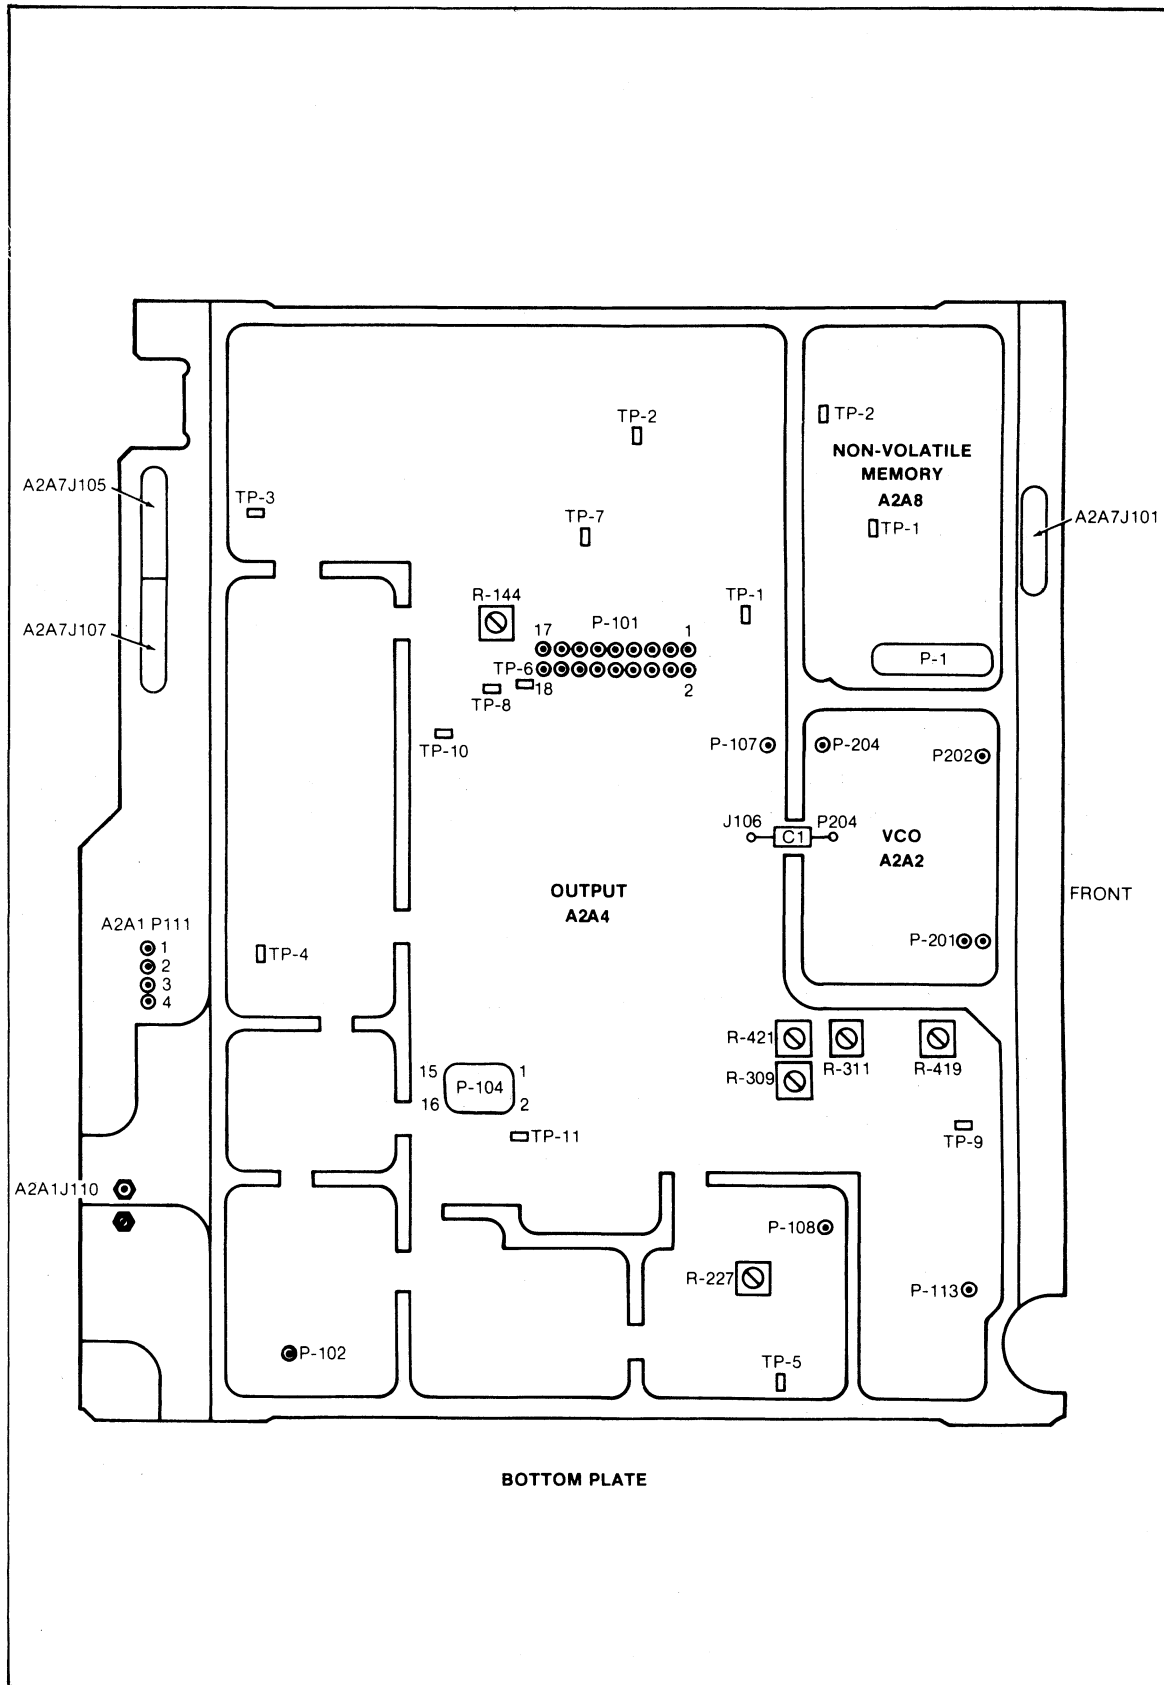 TP-2
TP-2
NON-VOLATILE
MEMORY
A2A8
A2A7J105
TP-3
TP-7
TP-1
A2A7J101
R-144
TP-1
A2A7J107
17
P-101
1
P-1
TP-6
18
2
TP-8
TP-10
P-107
P-204
P202
J106
C1
P204
VCO
A2A2
OUTPUT
A2A4
FRONT
A2A1 P111
1
2
3
4
TP-4
P-201
R-421
R-311
R-419
R-309
15
1
P-104
16
2
TP-11
TP-9
A2A1J110
P-108
R-227
P-113
P-102
TP-5
BOTTOM PLATE